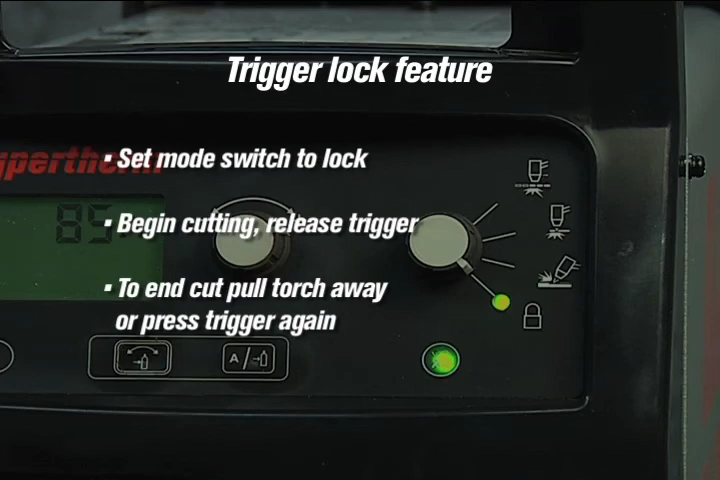 Trigger lock feature
▪ Set mode switch to lock
▪ Begin cutting, release trigger
▪ To end cut pull torch away
or press trigger again
85
A/